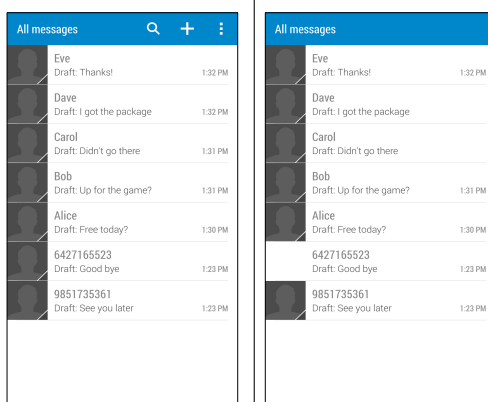 All messages
Eve
Draft: Thanks! 1:32 PM
Dave
Draft: I got the package 1:32 PM
Carol
Draft: Didn't go there 1:31 PM
Bob
Draft: Up for the game? 1:31 PM
Alice
Draft: Free today? 1:30 PM
6427165523
Draft: Good bye 1:23 PM
9851735361
Draft: See you later 1:23 PM
All messages
Eve
Draft: Thanks! 1:32 PM
Dave
Draft: I got the package
Carol
Draft: Didn't go there
Bob
Draft: Up for the game? 1:31 PM
Alice
Draft: Free today? 1:30 PM
6427165523
Draft: Good bye 1:23 PM
9851735361
Draft: See you later 1:23 PM